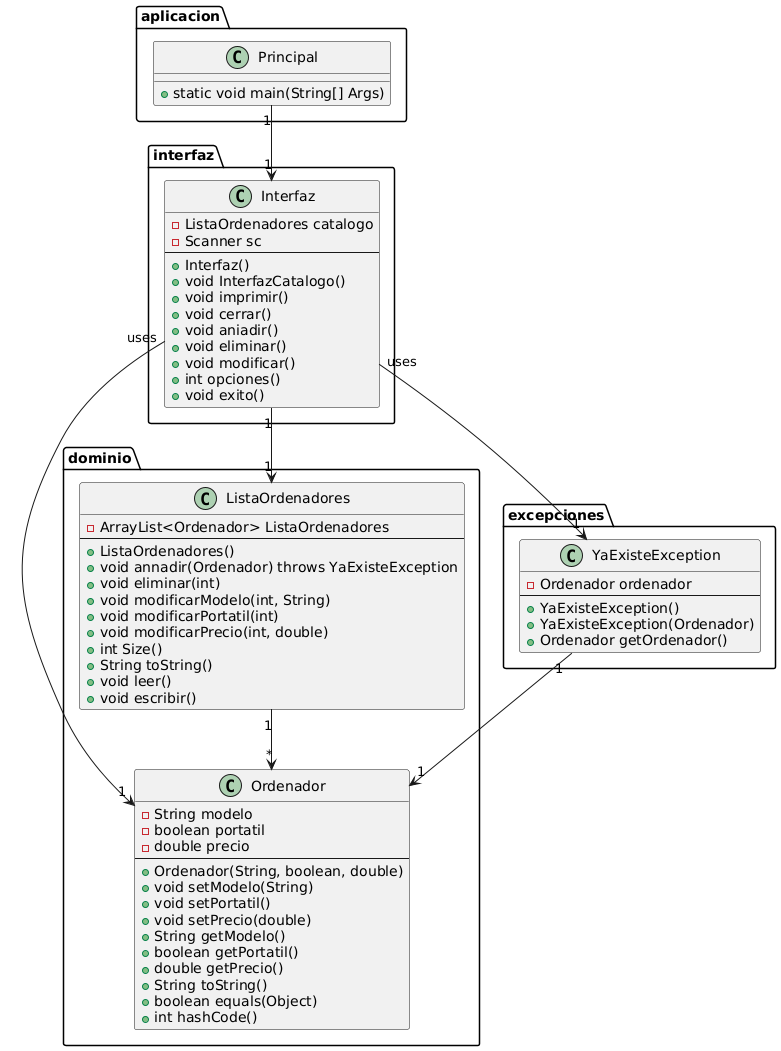 aplicacion
C Principal
static void main(String[] Args)
1
1
interfaz
C Interfaz
ListaOrdenadores catalogo
Scanner sc
Interfaz()
void InterfazCatalogo()
void imprimir()
void cerrar()
void aniadir()
void eliminar()
void modificar()
int opciones()
void exito()
uses
uses
1
1
dominio
C ListaOrdenadores
ArrayList<Ordenador> ListaOrdenadores
ListaOrdenadores()
void annadir(Ordenador) throws YaExisteException
void eliminar(int)
void modificarModelo(int, String)
void modificarPortatil(int)
void modificarPrecio(int, double)
int Size()
String toString()
void leer()
void escribir()
excepciones
1
C YaExisteException
Ordenador ordenador
YaExisteException()
YaExisteException(Ordenador)
Ordenador getOrdenador()
1
1
*
1
1
C Ordenador
String modelo
boolean portatil
double precio
Ordenador(String, boolean, double)
void setModelo(String)
void setPortatil()
void setPrecio(double)
String getModelo()
boolean getPortatil()
double getPrecio()
String toString()
boolean equals(Object)
int hashCode()